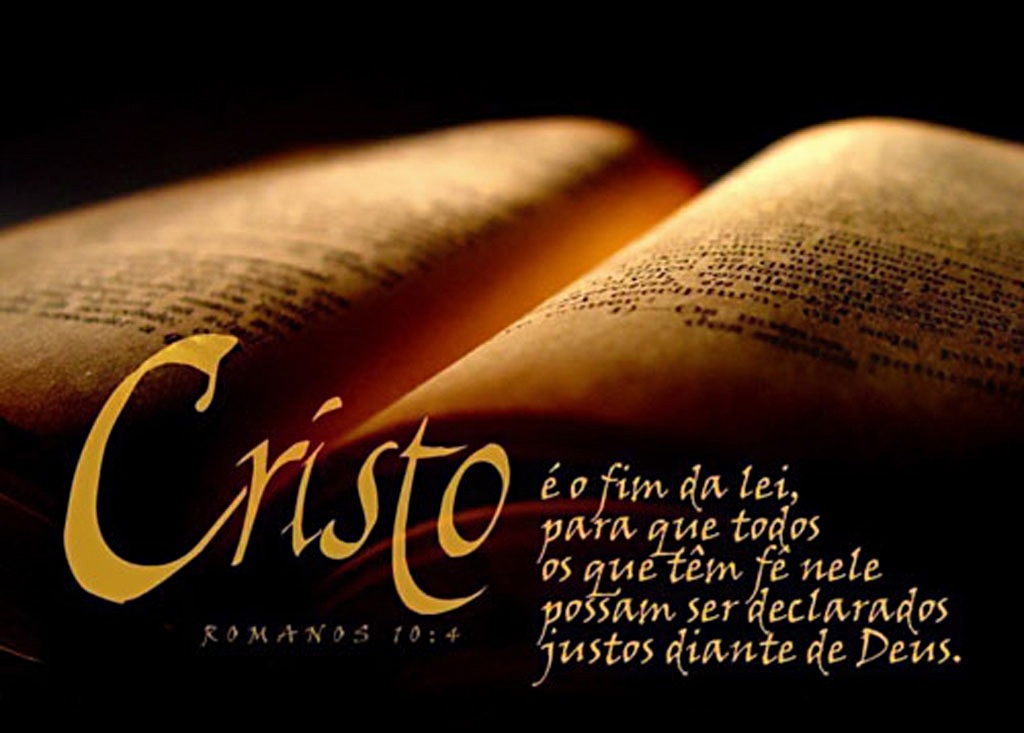 Cristo
é o fim da lei,
para que todos
os que têm fé nele
possam ser declarados
justos diante de Deus.
ROMANOS 10:4